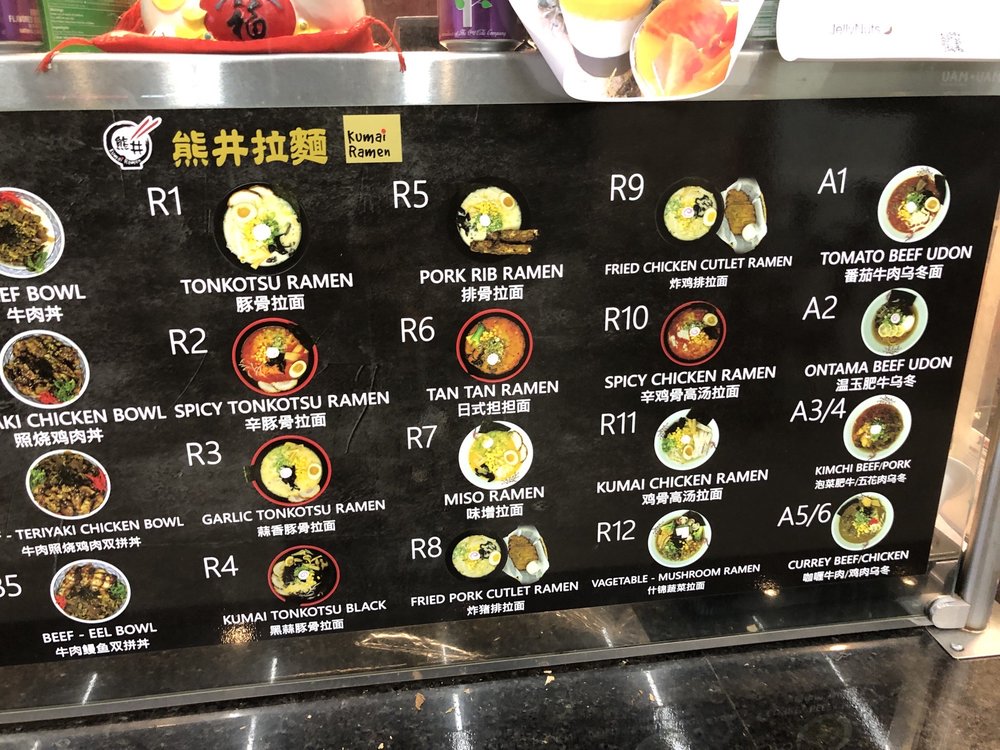 福
JellyNuts
UAM·UAM
熊井
熊井拉麵
Kumai
Ramen
EF BOWL
牛肉丼
AKI CHICKEN BOWL
照烧鸡肉丼
- TERIYAKI CHICKEN BOWL
牛肉照烧鸡肉双拼丼
35
BEEF - EEL BOWL
牛肉鳗鱼双拼丼
R1
TONKOTSU RAMEN
豚骨拉面
R2
SPICY TONKOTSU RAMEN
辛豚骨拉面
R3
GARLIC TONKOTSU RAMEN
蒜香豚骨拉面
R4
KUMAI TONKOTSU BLACK
黑蒜豚骨拉面
R5
PORK RIB RAMEN
排骨拉面
R6
TAN TAN RAMEN
日式担担面
R7
MISO RAMEN
味增拉面
R8
FRIED PORK CUTLET RAMEN
炸猪排拉面
R9
FRIED CHICKEN CUTLET RAMEN
炸鸡排拉面
R10
SPICY CHICKEN RAMEN
辛鸡骨高汤拉面
R11
KUMAI CHICKEN RAMEN
鸡骨高汤拉面
R12
VAGETABLE - MUSHROOM RAMEN
什锦蔬菜拉面
A1
TOMATO BEEF UDON
番茄牛肉乌冬面
A2
ONTAMA BEEF UDON
温玉肥牛乌冬
A3/4
KIMCHI BEEF/PORK
泡菜肥牛/五花肉乌冬
A5/6
CURREY BEEF/CHICKEN
咖喱牛肉/鸡肉乌冬